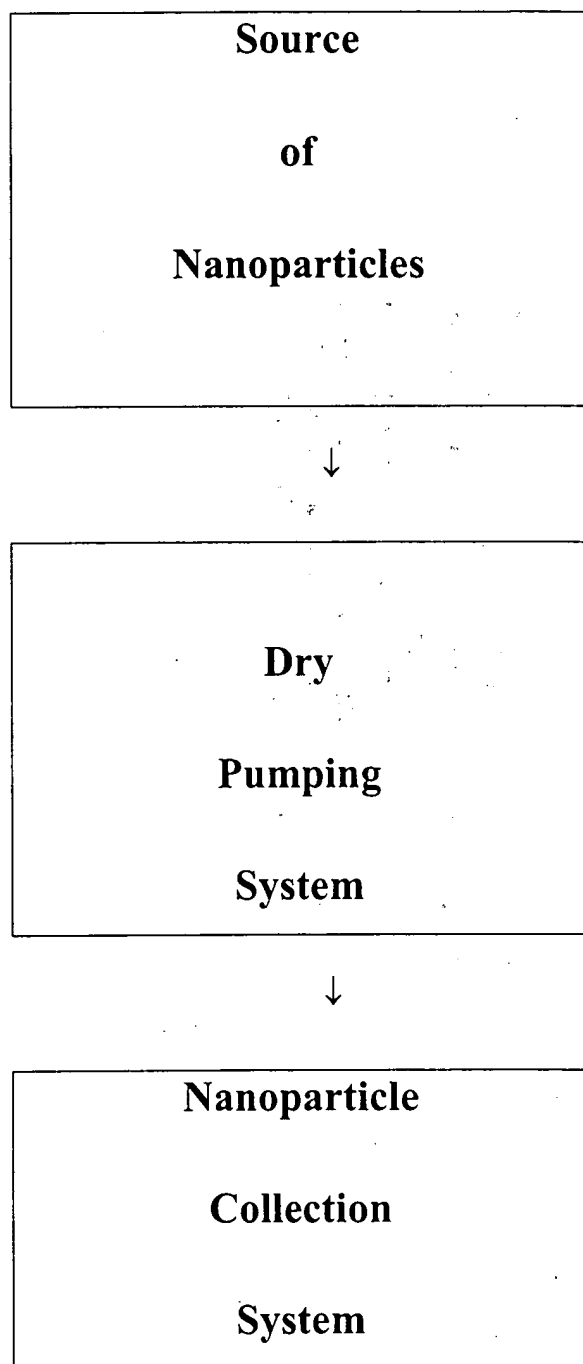 Source
of
Nanoparticles
↓
Dry
Pumping
System
↓
Nanoparticle
Collection
System